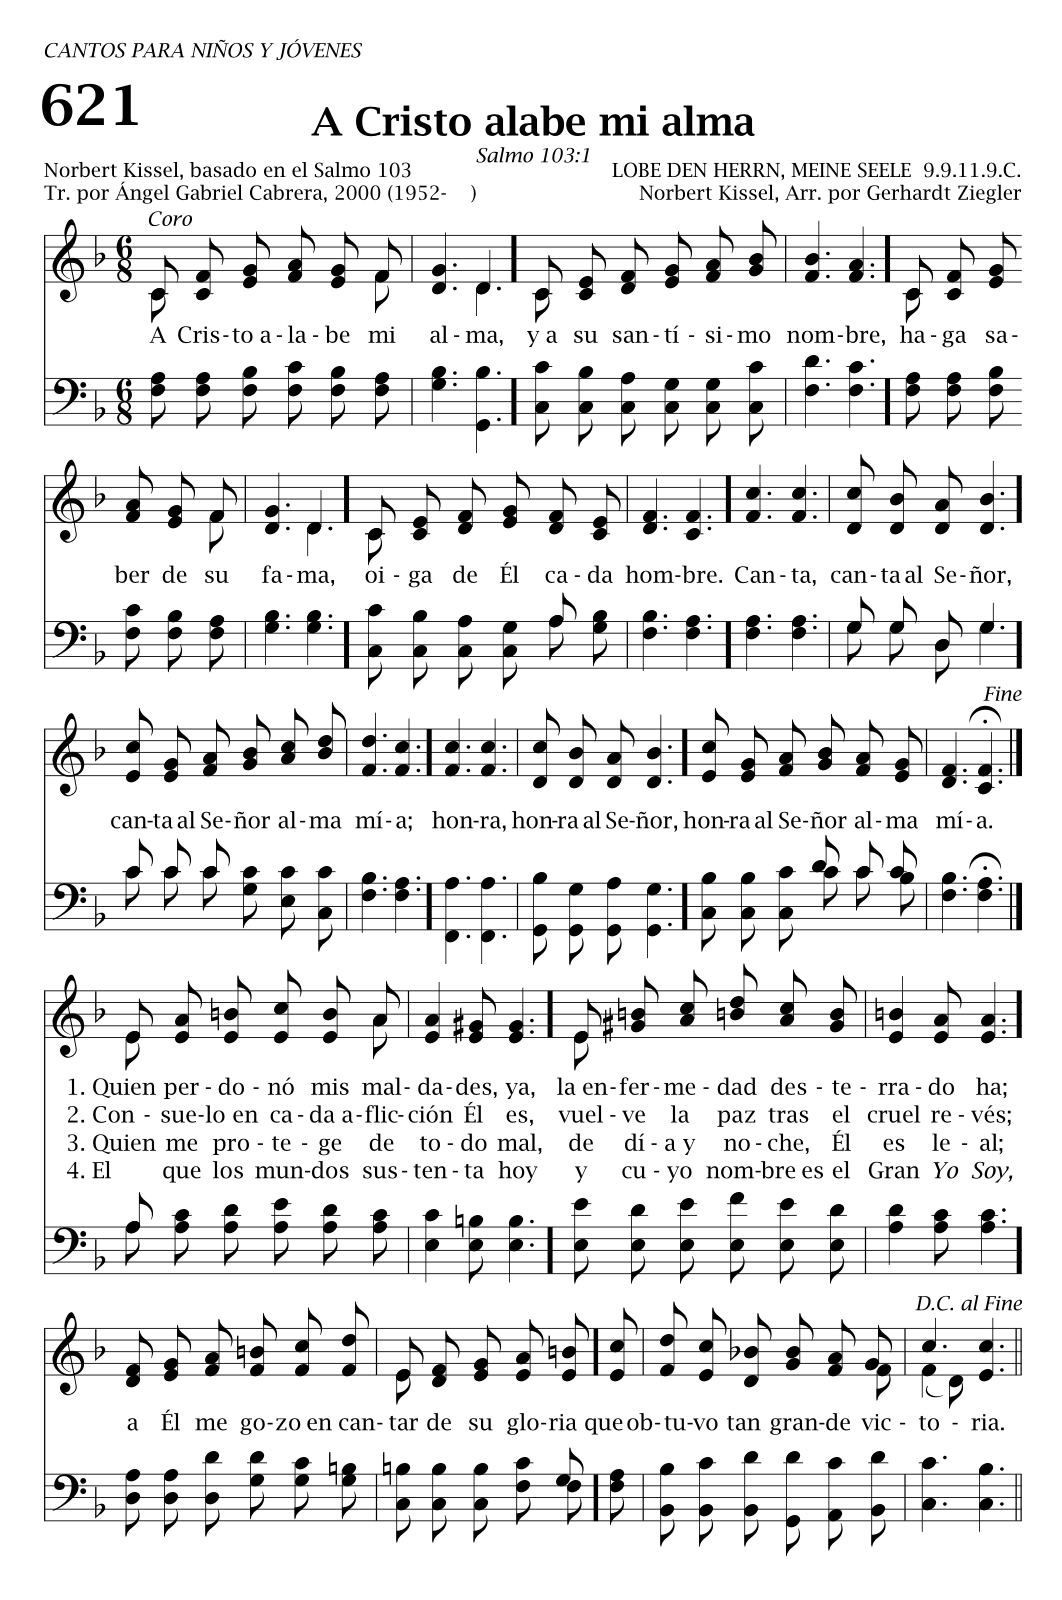 CANTOS PARA NIÑOS Y JÓVENES
621
A Cristo alabe mi alma
Salmo 103:1
Norbert Kissel, basado en el Salmo 103
LOBE DEN HERRN, MEINE SEELE 9.9.11.9.C.
Tr. por Ángel Gabriel Cabrera, 2000 (1952- )
Norbert Kissel, Arr. por Gerhardt Ziegler
Coro
6 8
A Cris - to a - la - be mi al - ma, y a su san - tí - si - mo nom - bre, ha - ga sa -
6 8
ber de su fa - ma, oi - ga de Él ca - da hom - bre. Can - ta, can - ta al Se - ñor,
Fine
can - ta al Se - ñor al - ma mí - a; hon - ra, hon - ra al Se - ñor, hon - ra al Se - ñor al - ma mí - a.
1. Quien per - do - nó mis mal - da - des, ya, la en - fer - me - dad des - te - rra - do ha;
2. Con - sue - lo en ca - da a - flic - ción Él es, vuel - ve la paz tras el cruel re - vés;
3. Quien me pro - te - ge de to - do mal, de dí - a y no - che, Él es le - al;
4. El que los mun - dos sus - ten - ta hoy y cu - yo nom - bre es el Gran Yo Soy,
D.C. al Fine
a Él me go - zo en can - tar de su glo - ria que ob - tu - vo tan gran - de vic - to - ria.